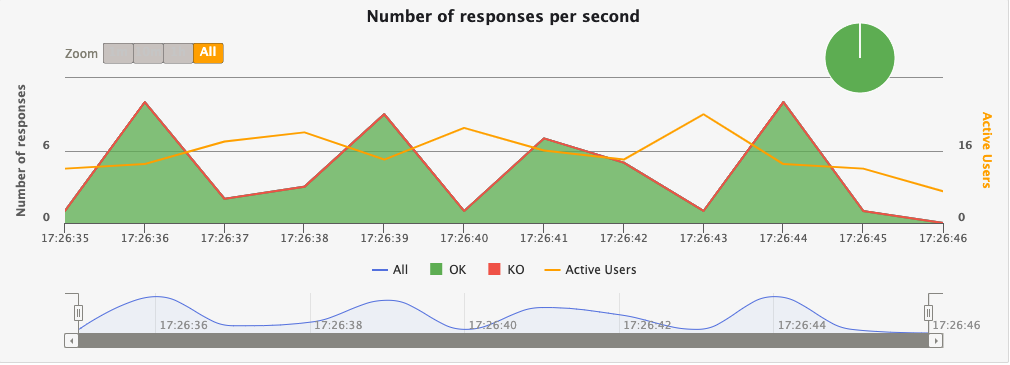 Number of responses per second
Zoom All
Number of responses
6
0
Active Users
16
0
17:26:35 17:26:36 17:26:37 17:26:38 17:26:39 17:26:40 17:26:41 17:26:42 17:26:43 17:26:44 17:26:45 17:26:46
All OK KO Active Users
17:26:36 17:26:38 17:26:40 17:26:42 17:26:44 17:26:46